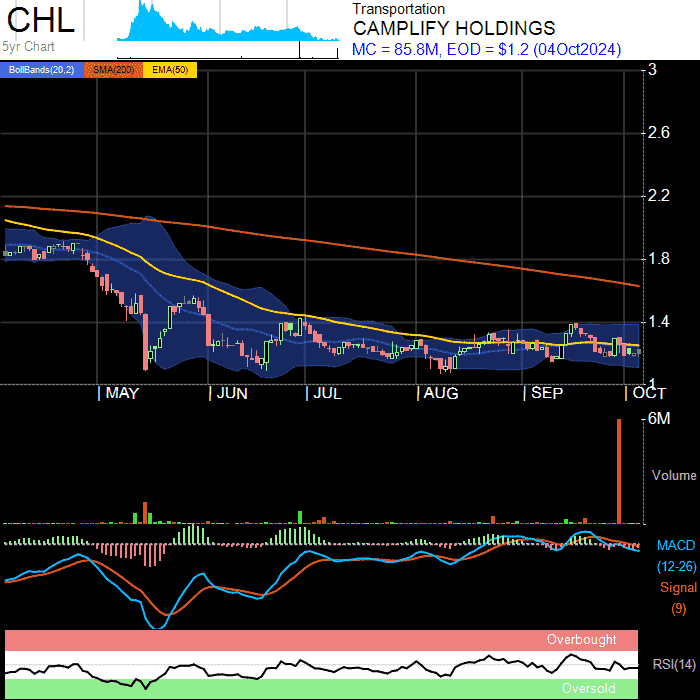 CHL
5yr Chart
Transportation
CAMPLIFY HOLDINGS
MC = 85.8M, EOD = $1.2 (04Oct2024)
BollBands(20,2) SMA(200) EMA(50)
3
2.6
2.2
1.8
1.4
1
MAY JUN JUL AUG SEP OCT
6M
Volume
MACD
(12-26)
Signal
(9)
Overbought
RSI(14)
Oversold